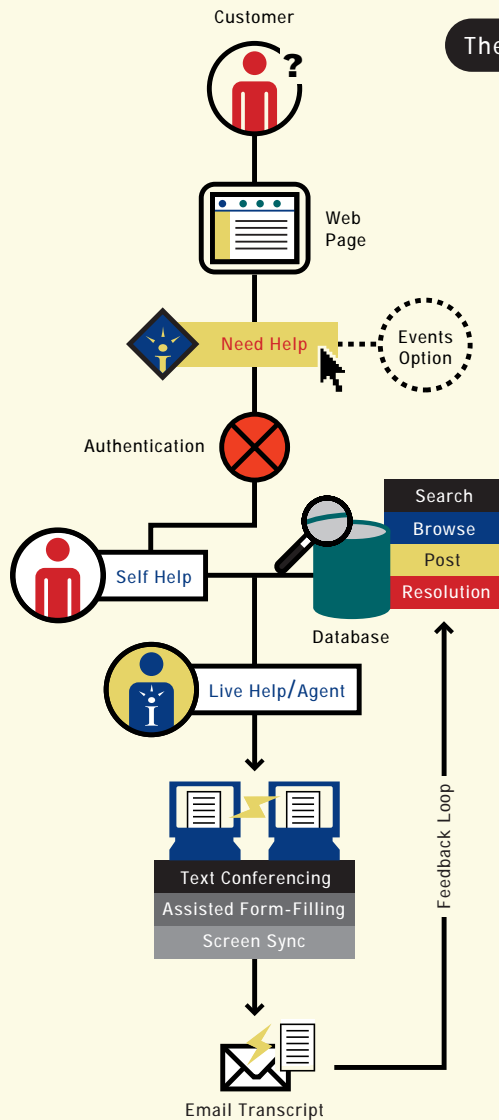 Customer
?
The
Web
Page
Need Help
Events
Option
Authentication
Search
Browse
Post
Resolution
Self Help
Database
Live Help/Agent
Text Conferencing
Assisted Form-Filling
Screen Sync
Feedback Loop
Email Transcript